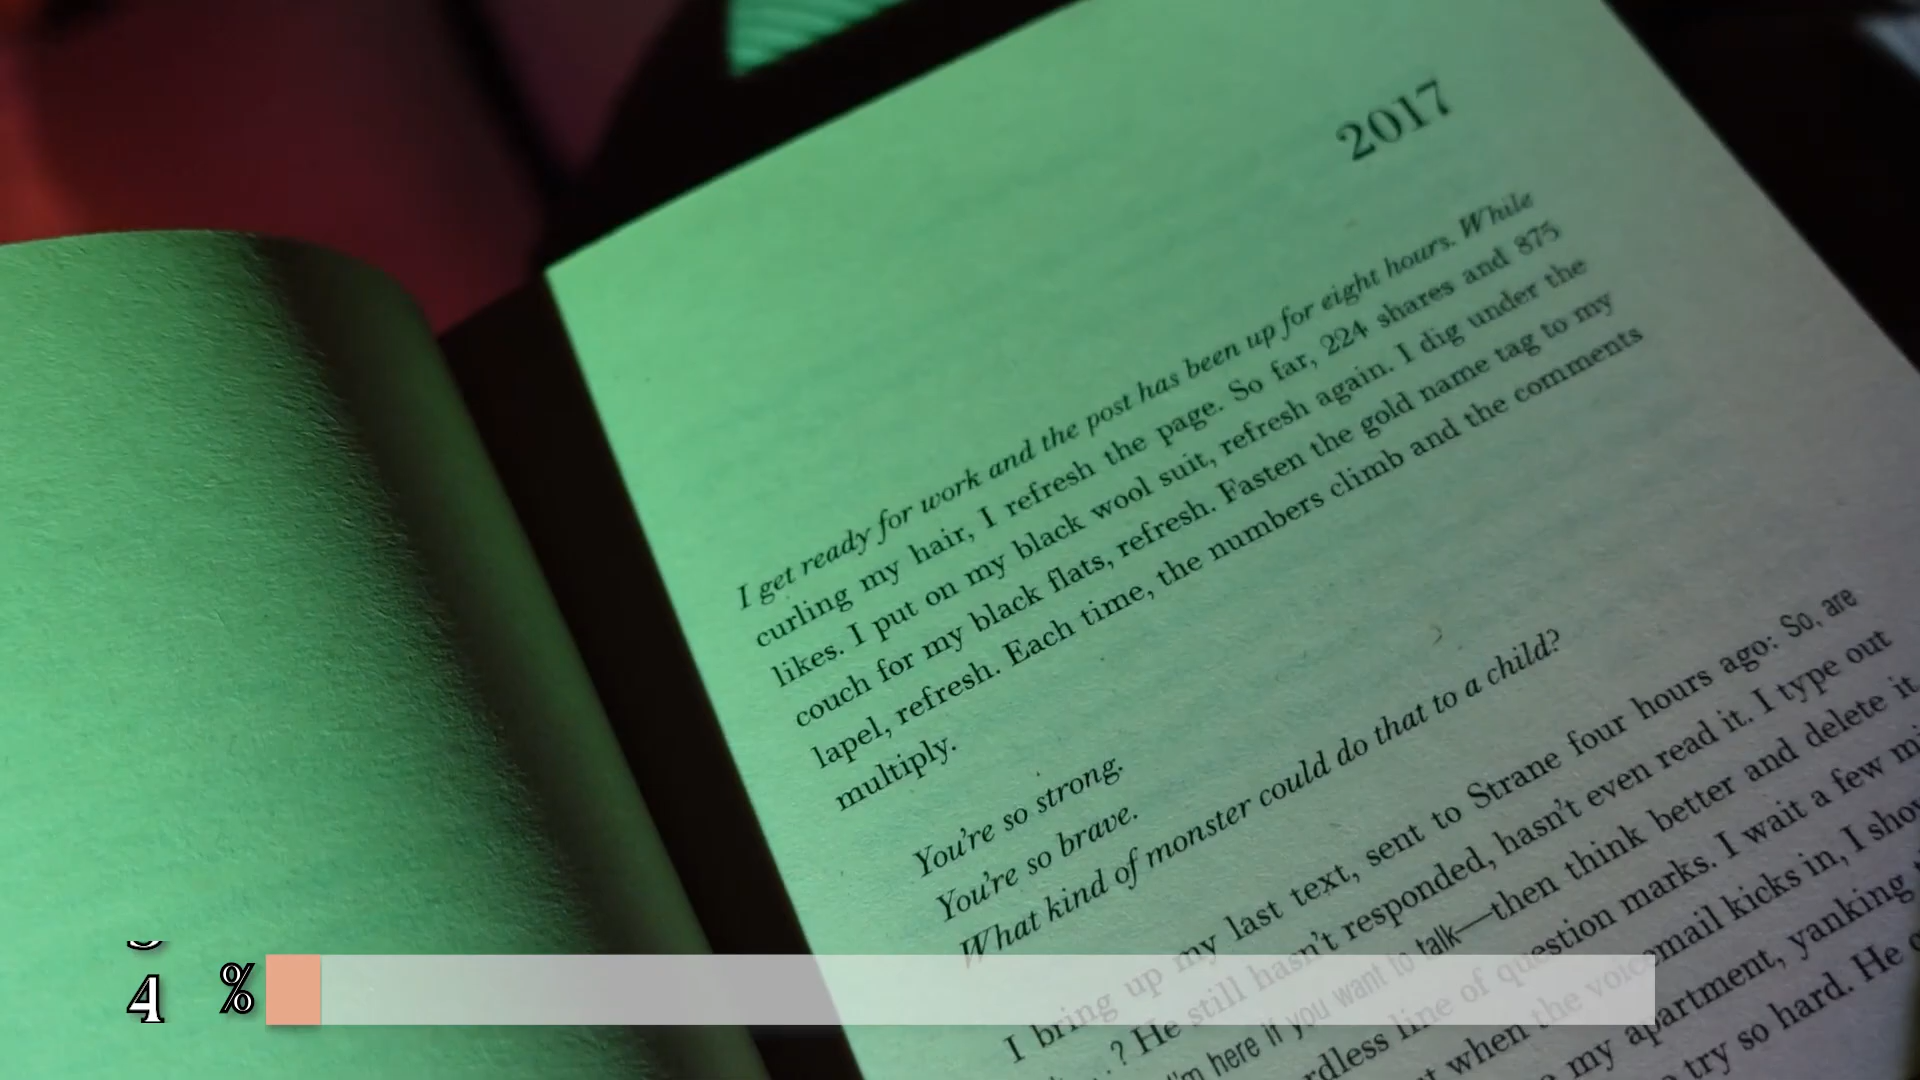 2017
I get ready for work and the post has been up for eight hours. While
curling my hair, I refresh the page. So far, 224 shares and 875
likes. I put on my black wool suit, refresh again. I dig under the
couch for my black flats, refresh. Fasten the gold name tag to my
lapel, refresh. Each time, the numbers climb and the comments
multiply.
You're so strong.
You're so brave.
What kind of monster could do that to a child?
I bring up my last text, sent to Strane four hours ago: So, are
. . ? He still hasn't responded, hasn't even read it. I type out
I'm here if you want to talk—then think better and delete it
line of question marks. I wait a few
when the voicemail kicks in, I
my apartment, yanking
try so hard. He
4 %